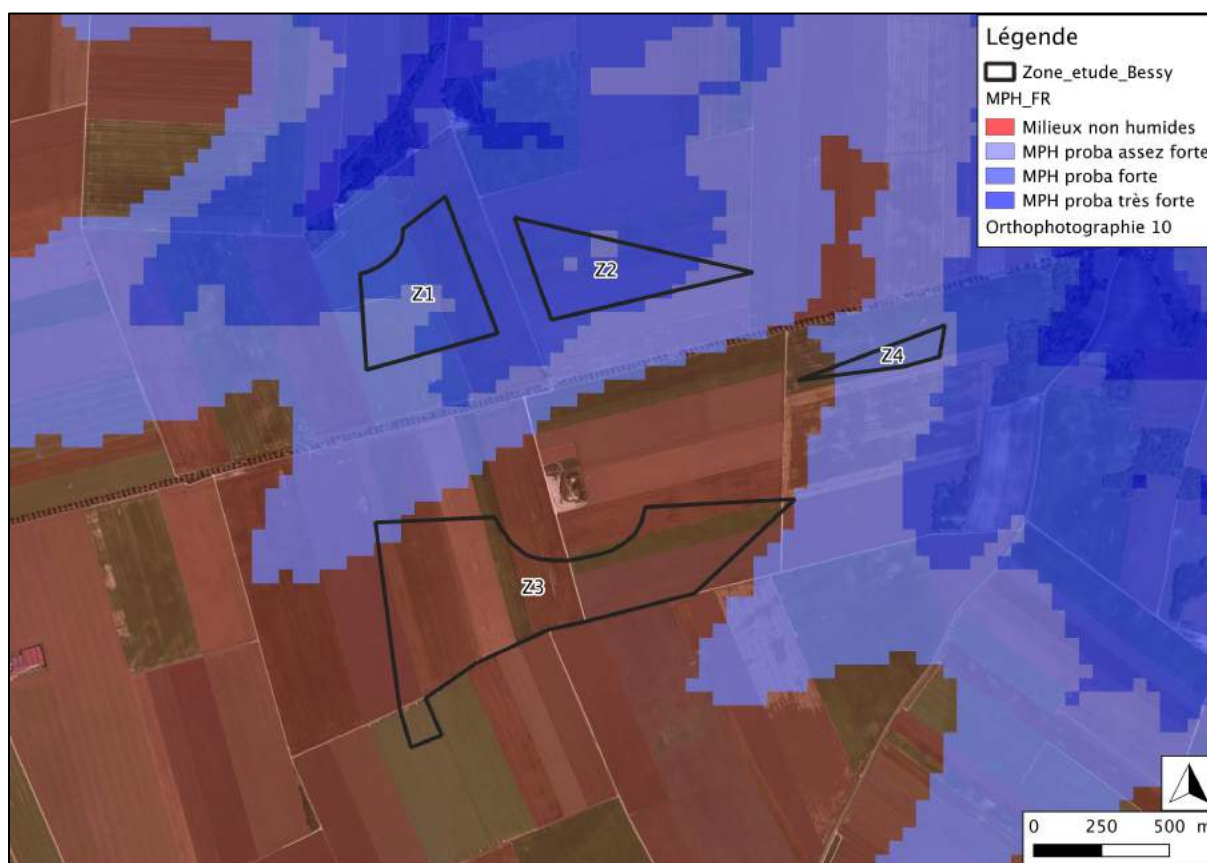 Légende
Zone_etude_Bessy
MPH_FR
Milieux non humides
MPH proba assez forte
MPH proba forte
MPH proba très forte
Orthophotographie 10
Z1
Z2
Z4
Z3
0 250 500 m